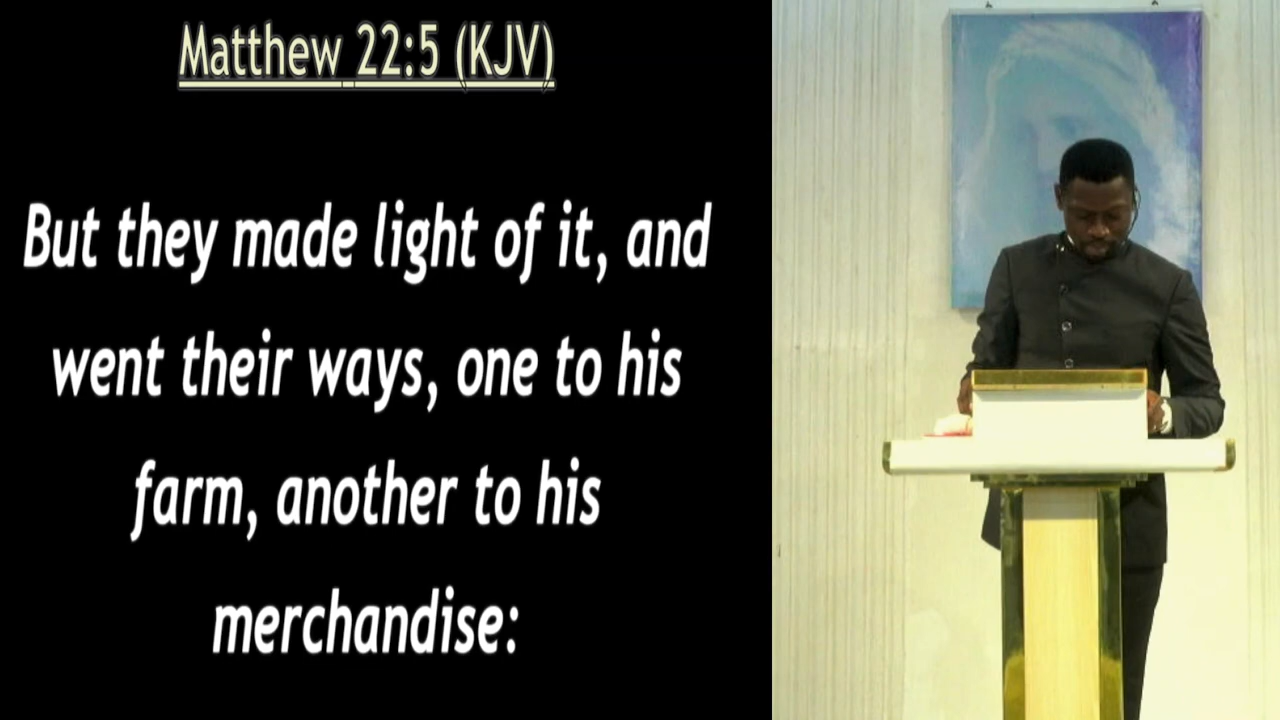 Matthew 22:5 (KJV)
But they made light of it, and
went their ways, one to his
farm, another to his
merchandise: